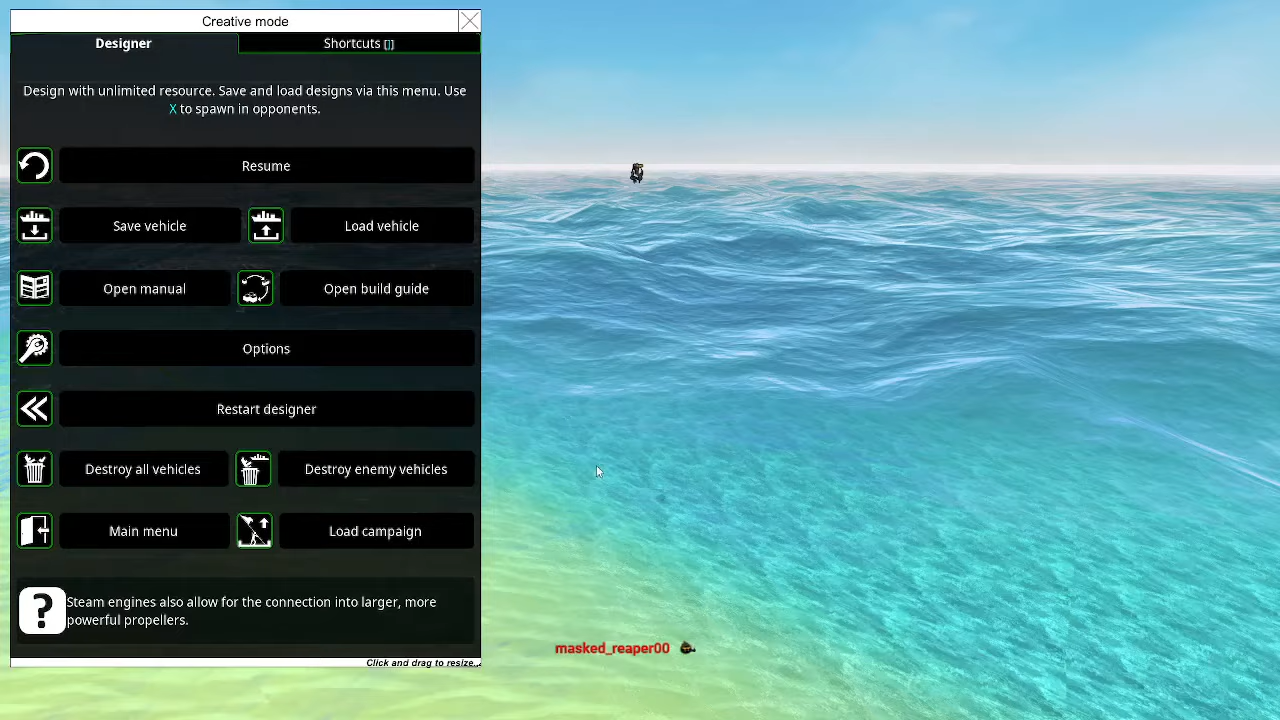 Creative mode
Designer
Shortcuts []]
Design with unlimited resource. Save and load designs via this menu. Use
X to spawn in opponents.
Resume
Save vehicle
Load vehicle
Open manual
Open build guide
Options
Restart designer
Destroy all vehicles
Destroy enemy vehicles
Main menu
Load campaign
?
Steam engines also allow for the connection into larger, more
powerful propellers.
Click and drag to resize...
masked_reaper00